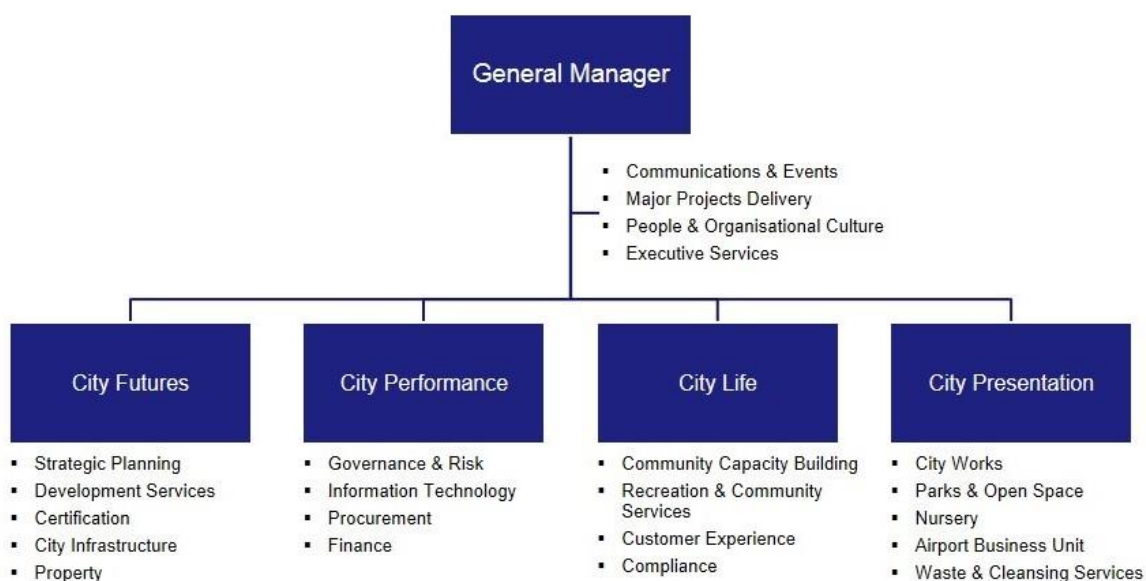 General Manager
▪ Communications & Events
▪ Major Projects Delivery
▪ People & Organisational Culture
▪ Executive Services
City Futures
▪ Strategic Planning
▪ Development Services
▪ Certification
▪ City Infrastructure
▪ Property
City Performance
▪ Governance & Risk
▪ Information Technology
▪ Procurement
▪ Finance
City Life
▪ Community Capacity Building
▪ Recreation & Community
Services
▪ Customer Experience
▪ Compliance
City Presentation
▪ City Works
▪ Parks & Open Space
▪ Nursery
▪ Airport Business Unit
▪ Waste & Cleansing Services